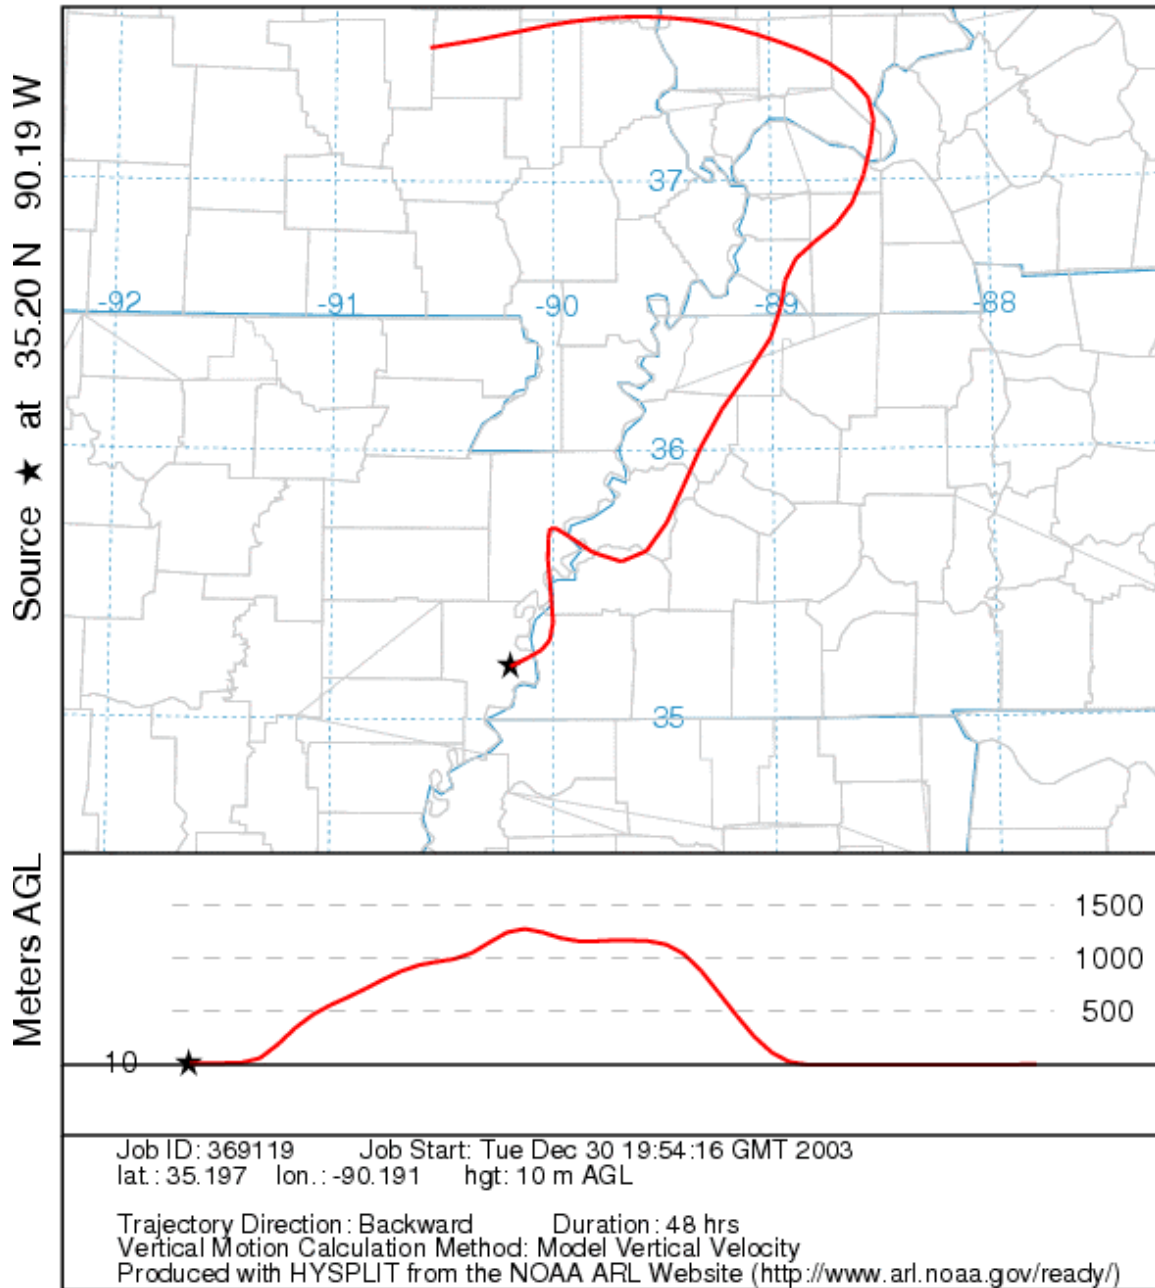 Source ★ at 35.20 N 90.19 W
37
-92 -91 -90 -89 -88
36
35
Meters AGL
1500
1000
500
10
Job ID: 369119 Job Start: Tue Dec 30 19:54:16 GMT 2003
lat.: 35.197 lon.: -90.191 hgt: 10 m AGL
Trajectory Direction: Backward Duration: 48 hrs
Vertical Motion Calculation Method: Model Vertical Velocity
Produced with HYSPLIT from the NOAA ARL Website (http://www.arl.noaa.gov/ready/)